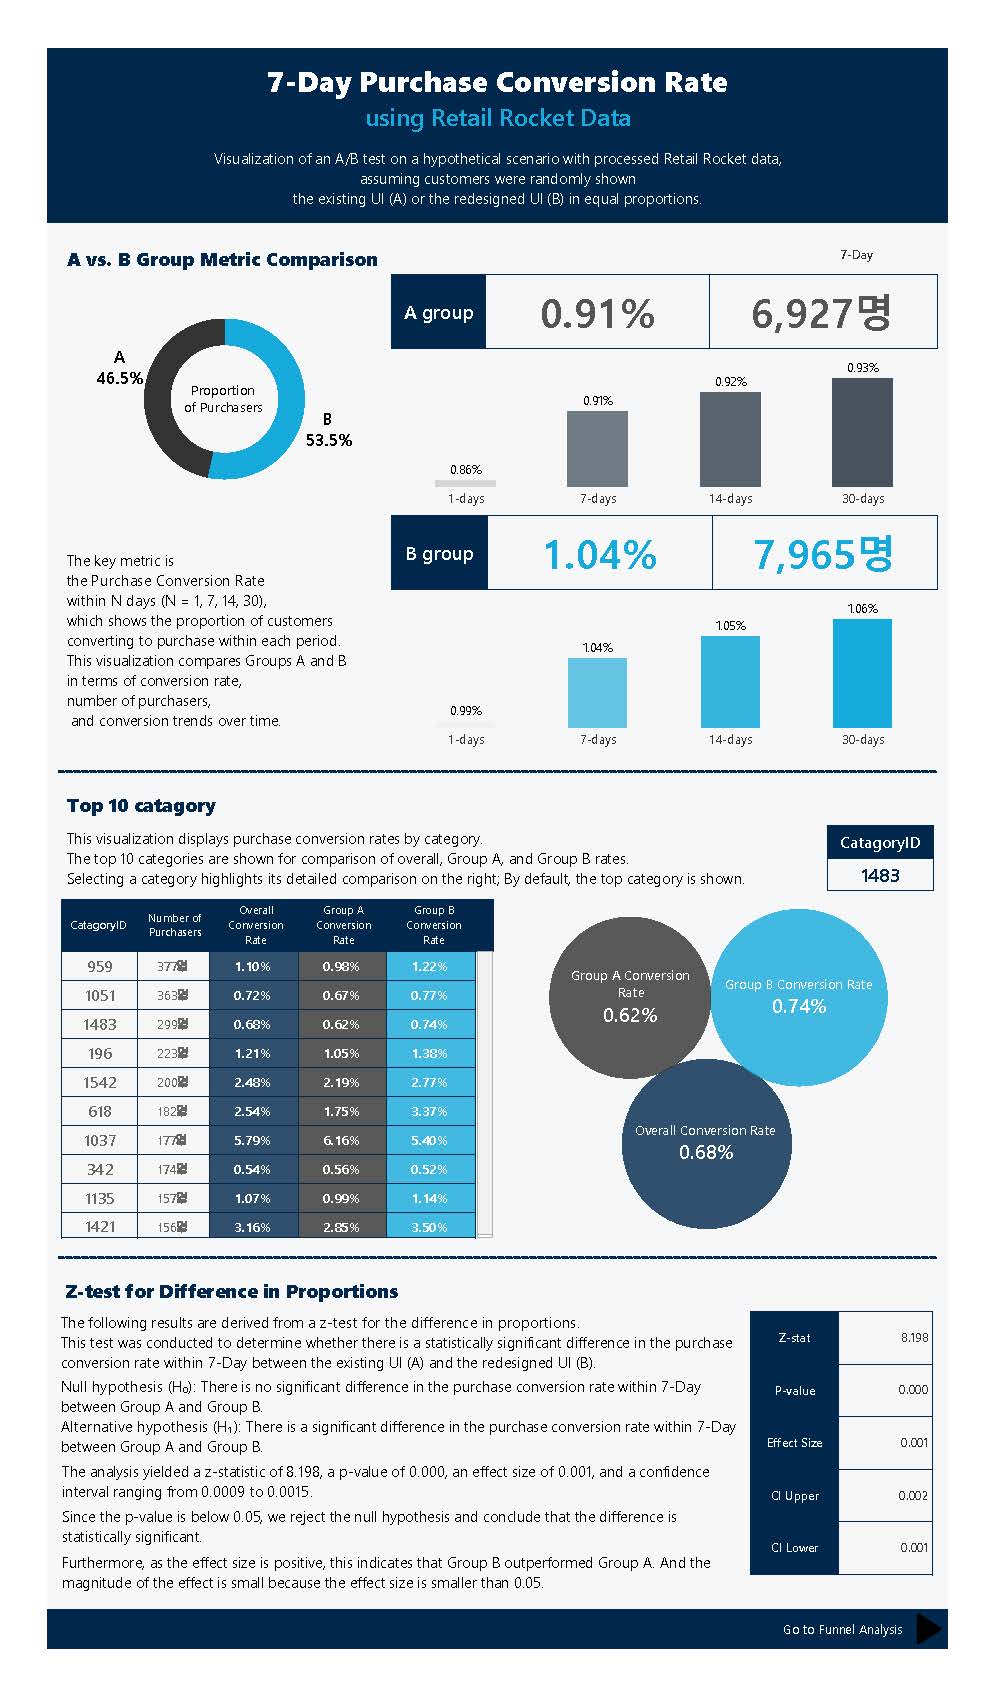 7-Day Purchase Conversion Rate
using Retail Rocket Data
Visualization of an A/B test on a hypothetical scenario with processed Retail Rocket data,
assuming customers were randomly shown
the existing UI (A) or the redesigned UI (B) in equal proportions.
A vs. B Group Metric Comparison
7-Day
A group 0.91% 6,927명
A
46.5%
Proportion
of Purchasers
B
53.5%
0.86% 0.91% 0.92% 0.93%
1-days 7-days 14-days 30-days
B group 1.04% 7,965명
The key metric is
the Purchase Conversion Rate
within N days (N = 1, 7, 14, 30),
which shows the proportion of customers
converting to purchase within each period.
This visualization compares Groups A and B
in terms of conversion rate,
number of purchasers,
and conversion trends over time.
0.99% 1.04% 1.05% 1.06%
1-days 7-days 14-days 30-days
Top 10 catagory
This visualization displays purchase conversion rates by category.
The top 10 categories are shown for comparison of overall, Group A, and Group B rates.
Selecting a category highlights its detailed comparison on the right; By default, the top category is shown.
CatagoryID
1483
CatagoryID
Number of
Purchasers
Overall
Conversion
Rate
Group A
Conversion
Rate
Group B
Conversion
Rate
959 377명 1.10% 0.98% 1.22%
1051 363명 0.72% 0.67% 0.77%
1483 299명 0.68% 0.62% 0.74%
196 223명 1.21% 1.05% 1.38%
1542 200명 2.48% 2.19% 2.77%
618 182명 2.54% 1.75% 3.37%
1037 177명 5.79% 6.16% 5.40%
342 174명 0.54% 0.56% 0.52%
1135 157명 1.07% 0.99% 1.14%
1421 156명 3.16% 2.85% 3.50%
Group A Conversion
Rate
0.62%
Group B Conversion Rate
0.74%
Overall Conversion Rate
0.68%
Z-test for Difference in Proportions
The following results are derived from a z-test for the difference in proportions.
This test was conducted to determine whether there is a statistically significant difference in the purchase
conversion rate within 7-Day between the existing UI (A) and the redesigned UI (B).
Null hypothesis (H₀): There is no significant difference in the purchase conversion rate within 7-Day
between Group A and Group B.
Alternative hypothesis (H₁): There is a significant difference in the purchase conversion rate within 7-Day
between Group A and Group B.
The analysis yielded a z-statistic of 8.198, a p-value of 0.000, an effect size of 0.001, and a confidence
interval ranging from 0.0009 to 0.0015.
Since the p-value is below 0.05, we reject the null hypothesis and conclude that the difference is
statistically significant.
Furthermore, as the effect size is positive, this indicates that Group B outperformed Group A. And the
magnitude of the effect is small because the effect size is smaller than 0.05.
Z-stat 8.198
P-value 0.000
Effect Size 0.001
CI Upper 0.002
CI Lower 0.001
Go to Funnel Analysis